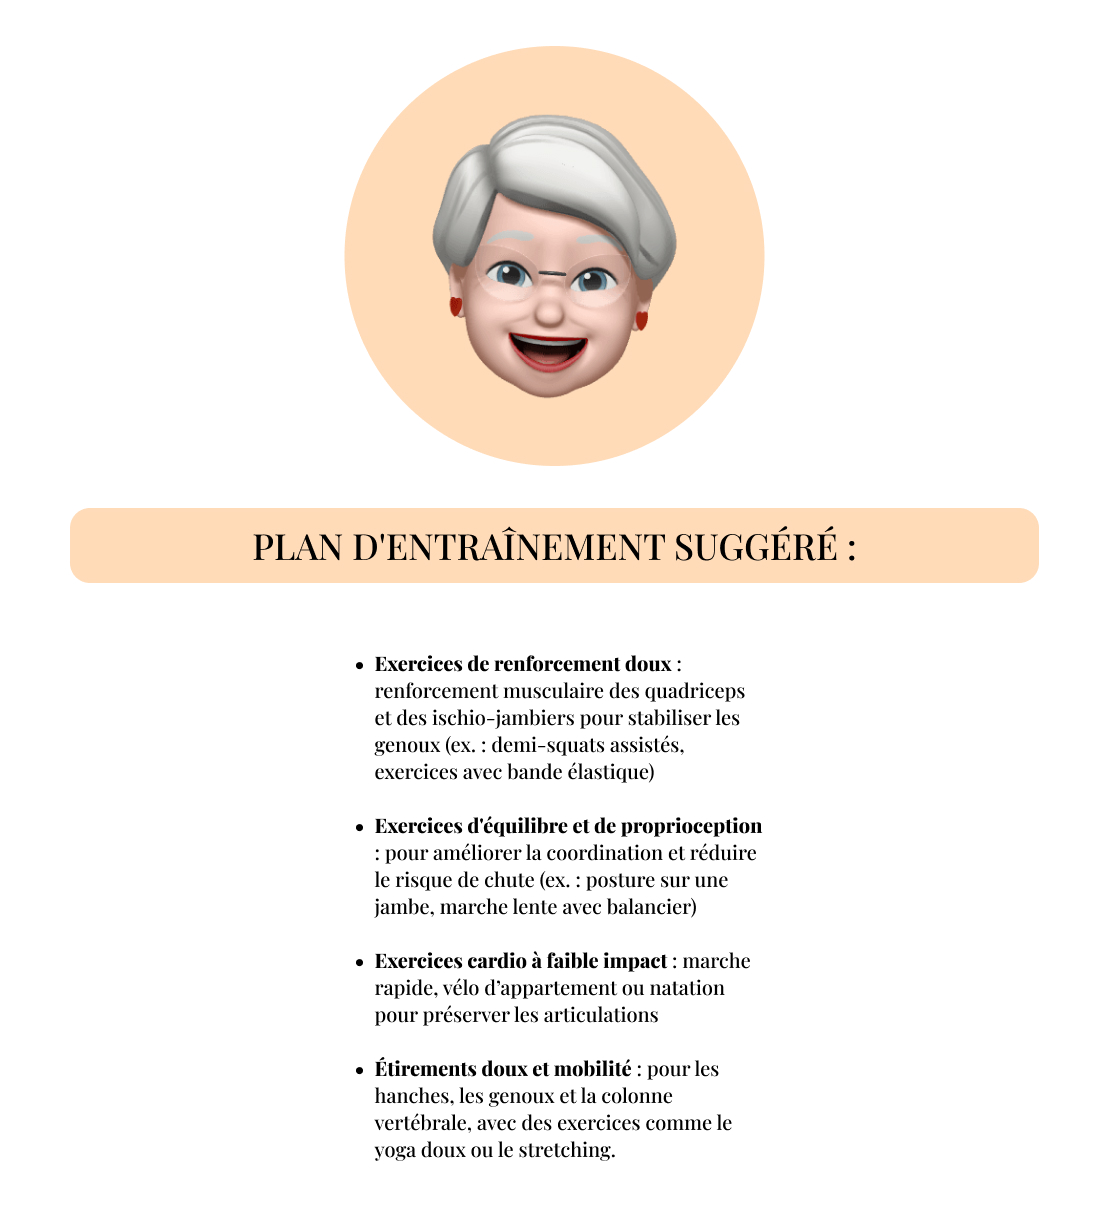 PLAN D'ENTRAÎNEMENT SUGGÉRÉ :
• Exercices de renforcement doux :
renforcement musculaire des quadriceps
et des ischio-jambiers pour stabiliser les
genoux (ex. : demi-squats assistés,
exercices avec bande élastique)
• Exercices d'équilibre et de proprioception
: pour améliorer la coordination et réduire
le risque de chute (ex. : posture sur une
jambe, marche lente avec balancier)
• Exercices cardio à faible impact : marche
rapide, vélo d’appartement ou natation
pour préserver les articulations
• Étirements doux et mobilité : pour les
hanches, les genoux et la colonne
vertébrale, avec des exercices comme le
yoga doux ou le stretching.